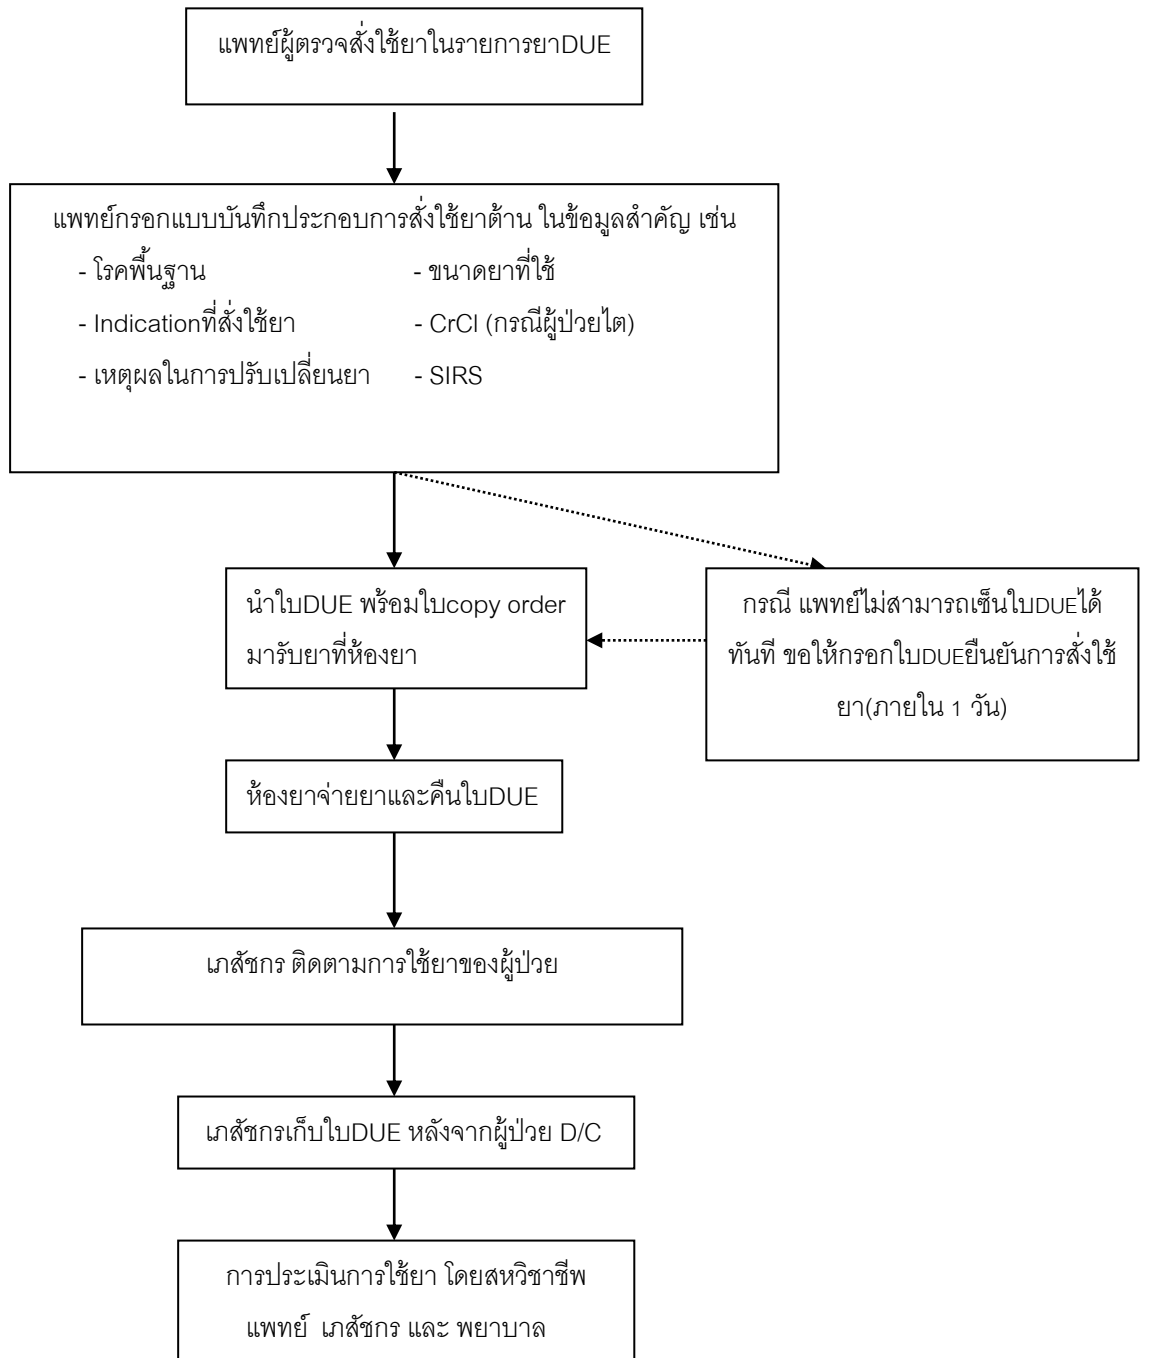 แพทย์ผู้ตรวจสั่งใช้ยาในรายการยาDUE
แพทย์กรอกแบบบันทึกประกอบการสั่งใช้ยาต้าน ในข้อมูลสำคัญ เช่น
- โรคพื้นฐาน - ขนาดยาที่ใช้
- Indicationที่สั่งใช้ยา - CrCl (กรณีผู้ป่วยไต)
- เหตุผลในการปรับเปลี่ยนยา - SIRS
นำใบDUE พร้อมใบcopy order
มารับยาที่ห้องยา
กรณี แพทย์ไม่สามารถเซ็นใบDUEได้
ทันที ขอให้กรอกใบDUEยืนยันการสั่งใช้
ยา(ภายใน 1 วัน)
ห้องยาจ่ายยาและคืนใบDUE
เภสัชกร ติดตามการใช้ยาของผู้ป่วย
เภสัชกรเก็บใบDUE หลังจากผู้ป่วย D/C
การประเมินการใช้ยา โดยสหวิชาชีพ
แพทย์ เภสัชกร และ พยาบาล